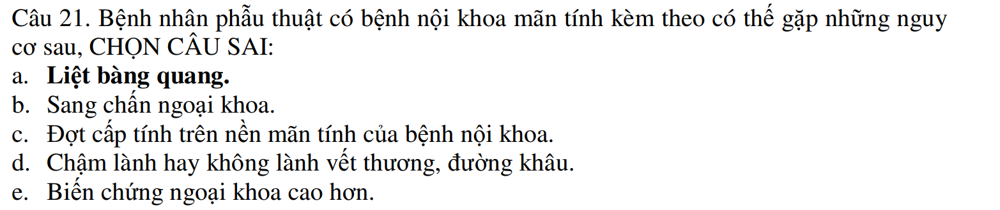 Câu 21. Bệnh nhân phẫu thuật có bệnh nội khoa mãn tính kèm theo có thể gặp những nguy
cơ sau, CHỌN CÂU SAI:
a. Liệt bàng quang.
b. Sang chấn ngoại khoa.
c. Đợt cấp tính trên nền mãn tính của bệnh nội khoa.
d. Chậm lành hay không lành vết thương, đường khâu.
e. Biến chứng ngoại khoa cao hơn.